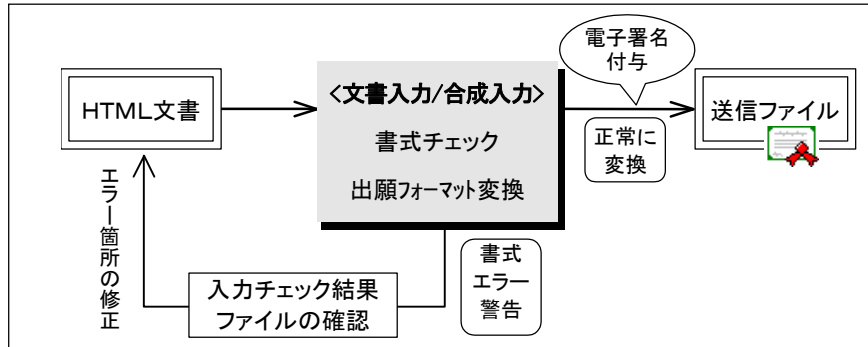 電子署名
付与
HTML文書
<文書入力/合成入力>
書式チェック
出願フォーマット変換
正常に
変換
送信ファイル
エラー箇所の修正
入力チェック結果
ファイルの確認
書式
エラー
警告